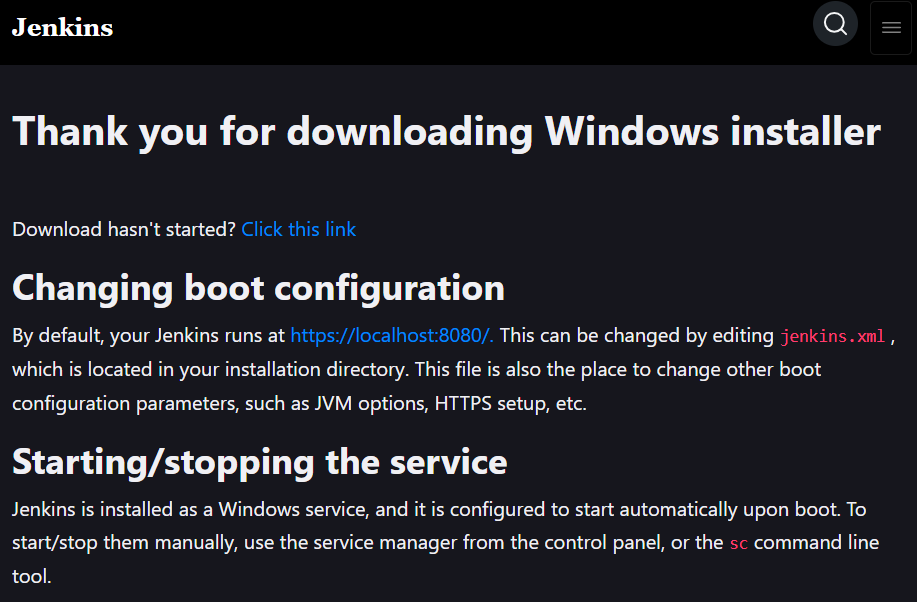 Jenkins
Thank you for downloading Windows installer
Download hasn't started? Click this link
Changing boot configuration
By default, your Jenkins runs at https://localhost:8080/. This can be changed by editing jenkins.xml ,
which is located in your installation directory. This file is also the place to change other boot
configuration parameters, such as JVM options, HTTPS setup, etc.
Starting/stopping the service
Jenkins is installed as a Windows service, and it is configured to start automatically upon boot. To
start/stop them manually, use the service manager from the control panel, or the sc command line
tool.